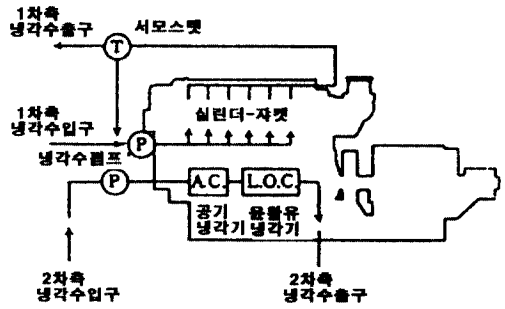 1차측
냉각수출구
T
서모스탯
1차측
냉각수입구
실린더-쟈켓
냉각수펌프
P
P
A.C.
L.O.C.
공기
냉각기
윤활유
냉각기
2차측
냉각수입구
2차측
냉각수출구